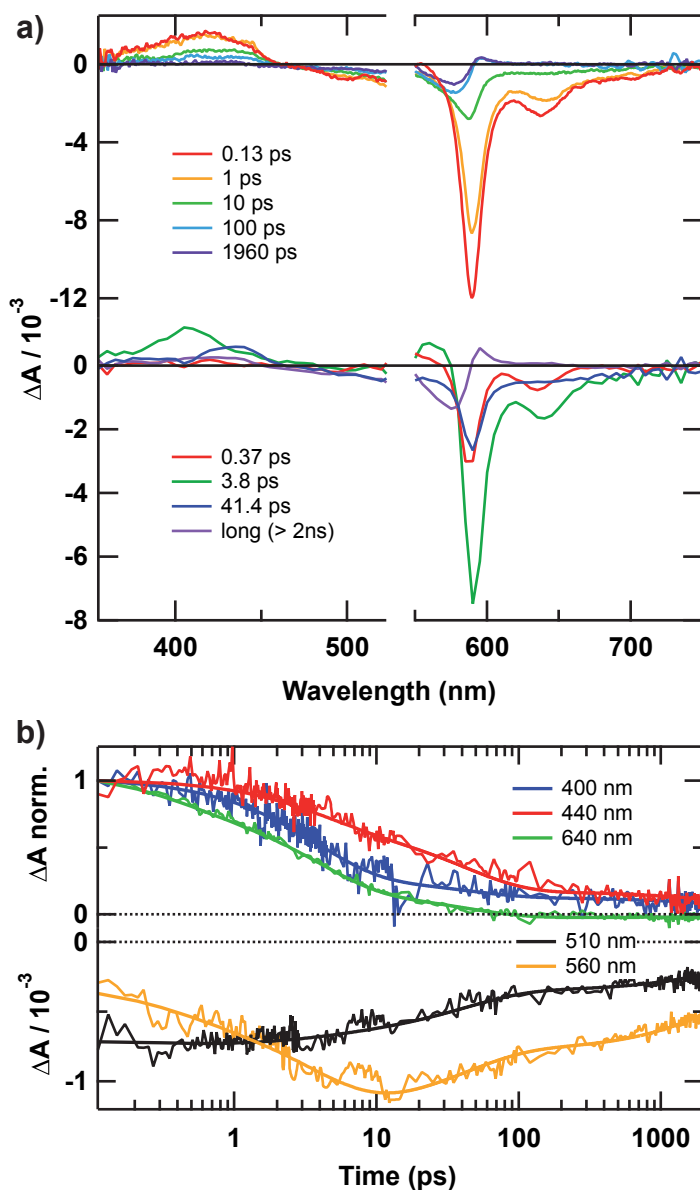 a)
0
-4
-8
-12
0.13 ps
1 ps
10 ps
100 ps
1960 ps
ΔA / 10⁻³
0
-2
-4
-6
-8
0.37 ps
3.8 ps
41.4 ps
long (> 2ns)
400 500 600 700
Wavelength (nm)
b)
1
0
ΔA norm.
400 nm
440 nm
640 nm
0
-1
ΔA / 10⁻³
510 nm
560 nm
1 10 100 1000
Time (ps)